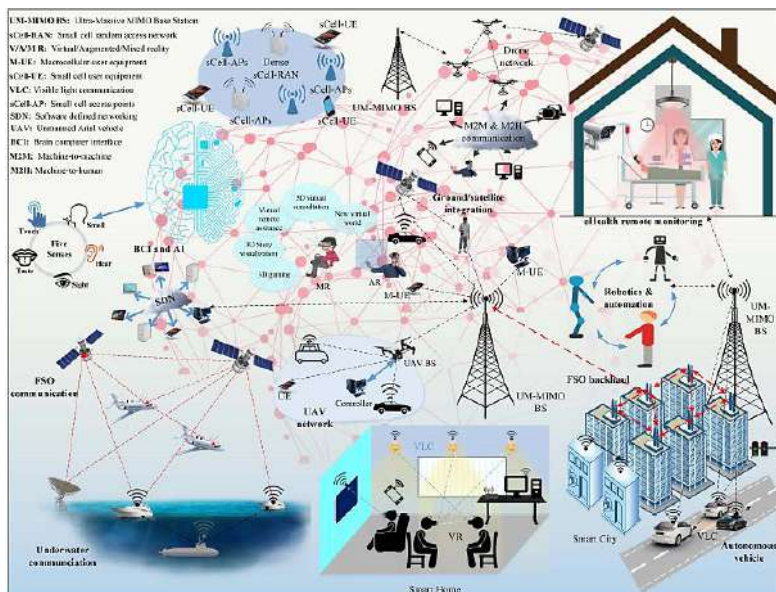 UM-MIMO BS: Ultra-Massive MIMO Base Station
sCell-RAN: Small cell random access network
V/A/M R: Virtual/Augmented/Mixed reality
M-UE: Macrocellular user equipment
sCell-UE: Small cell user equipment
VLC: Visible light communication
sCell-AP: Small cell access points
SDN: Software defined networking
UAV: Unmanned Arial vehicle
BCI: Brain computer interface
M2M: Machine-to-machine
M2H: Machine-to-human
sCell-UE
sCell-APs
Dense
sCell-RAN
sCell-APs
sCell-UE
sCell-APs
sCell-UE
UM-MIMO BS
Drone
network
M2M & M2H
communication
Ground/satellite
integration
eHealth remote monitoring
3D Virtual
consultation
Virtual
remote
assistance
New virtual
world
3D Story
visualization
3D gaming
MR
AR
M-UE
M-UE
BCI and AI
Touch
Smell
Five
Senses
Hear
Taste
Sight
SDN
Robotics &
automation
UM-
MIMO
BS
FSO
communication
UAV BS
UE
Controller
UAV
network
UM-MIMO
BS
FSO backhaul
VLC
VR
Smart Home
Underwater
communciation
Smart City
VLC
Autonomous
vehicle